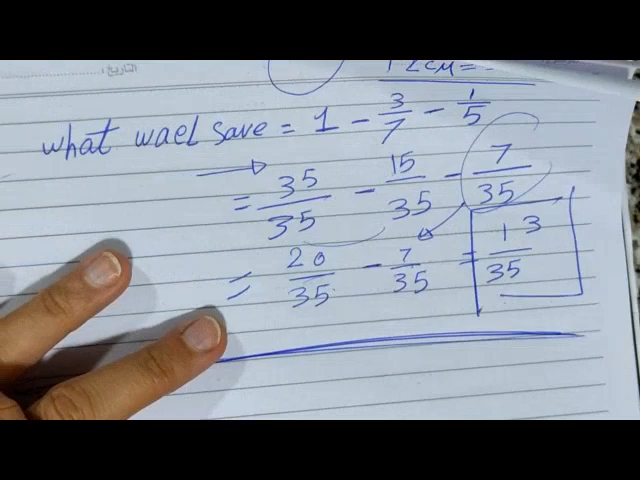 التاريخ:
12cm =
what wael save = 1 - 3/7 - 1/5
= 35/35 - 15/35 - 7/35
= 20/35 - 7/35 = 13/35